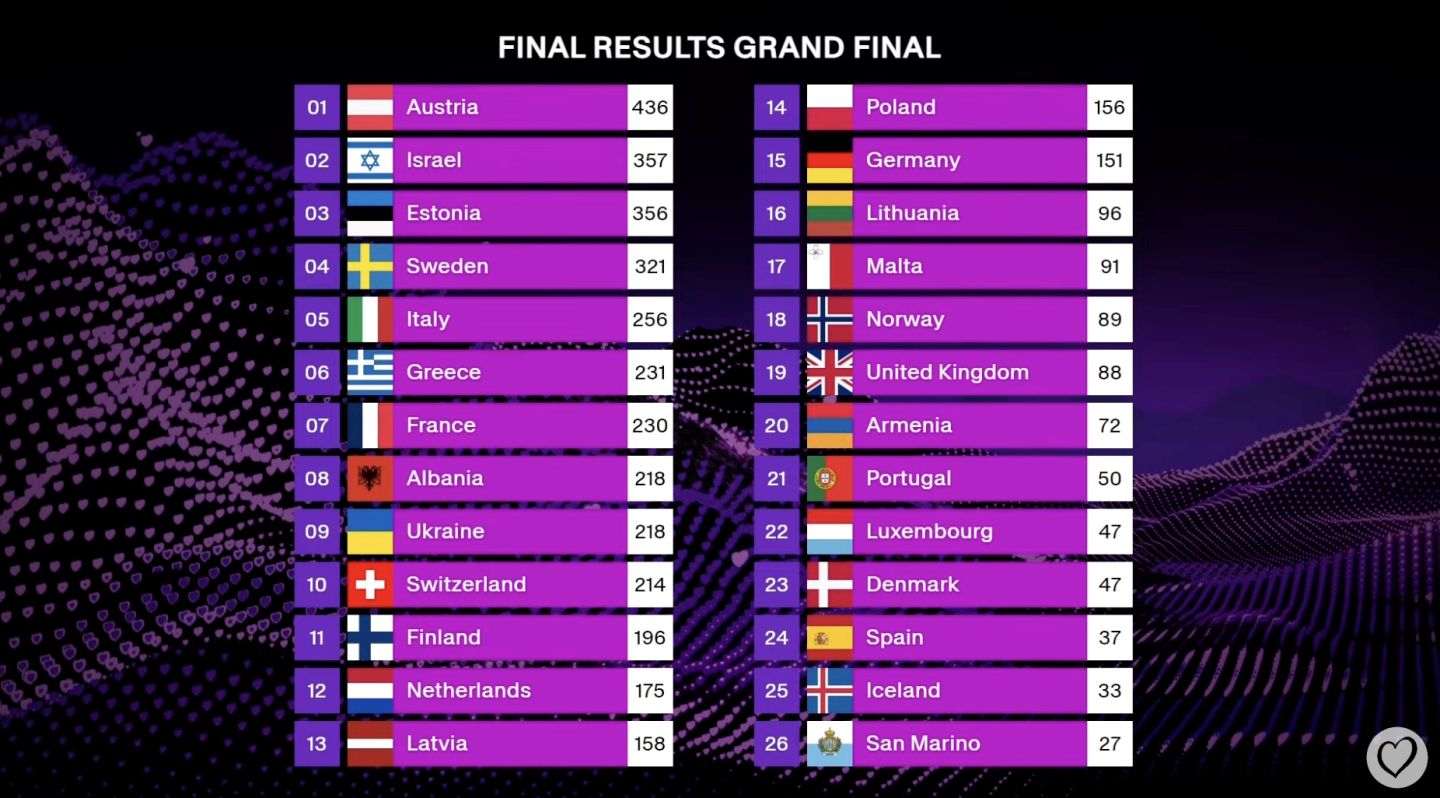 FINAL RESULTS GRAND FINAL
01 Austria 436
02 Israel 357
03 Estonia 356
04 Sweden 321
05 Italy 256
06 Greece 231
07 France 230
08 Albania 218
09 Ukraine 218
10 Switzerland 214
11 Finland 196
12 Netherlands 175
13 Latvia 158
14 Poland 156
15 Germany 151
16 Lithuania 96
17 Malta 91
18 Norway 89
19 United Kingdom 88
20 Armenia 72
21 Portugal 50
22 Luxembourg 47
23 Denmark 47
24 Spain 37
25 Iceland 33
26 San Marino 27